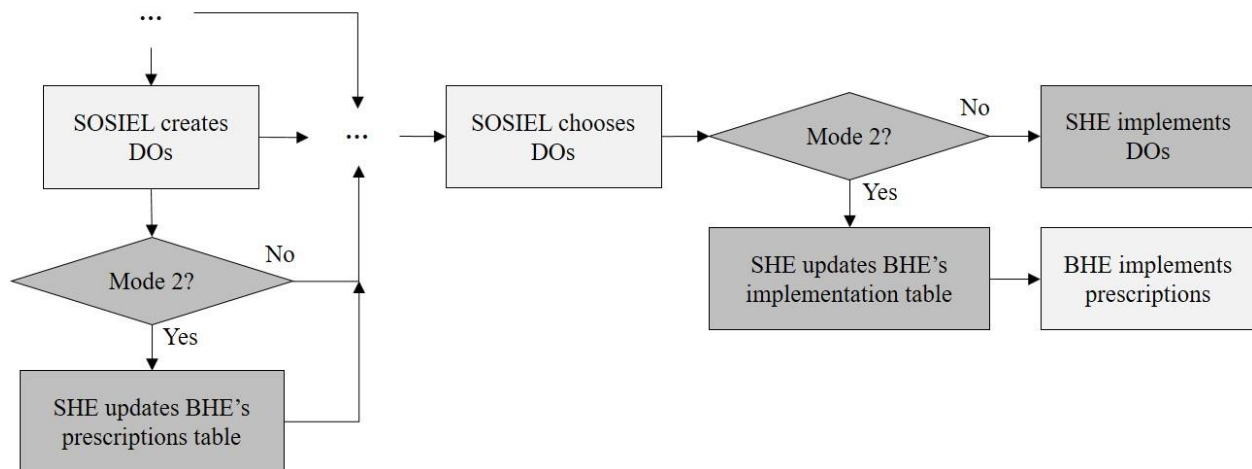 ...
SOSIEL creates
DOs
...
SOSIEL chooses
DOs
Mode 2?
No
SHE implements
DOs
Yes
SHE updates BHE’s
implementation table
BHE implements
prescriptions
Mode 2?
No
Yes
SHE updates BHE’s
prescriptions table